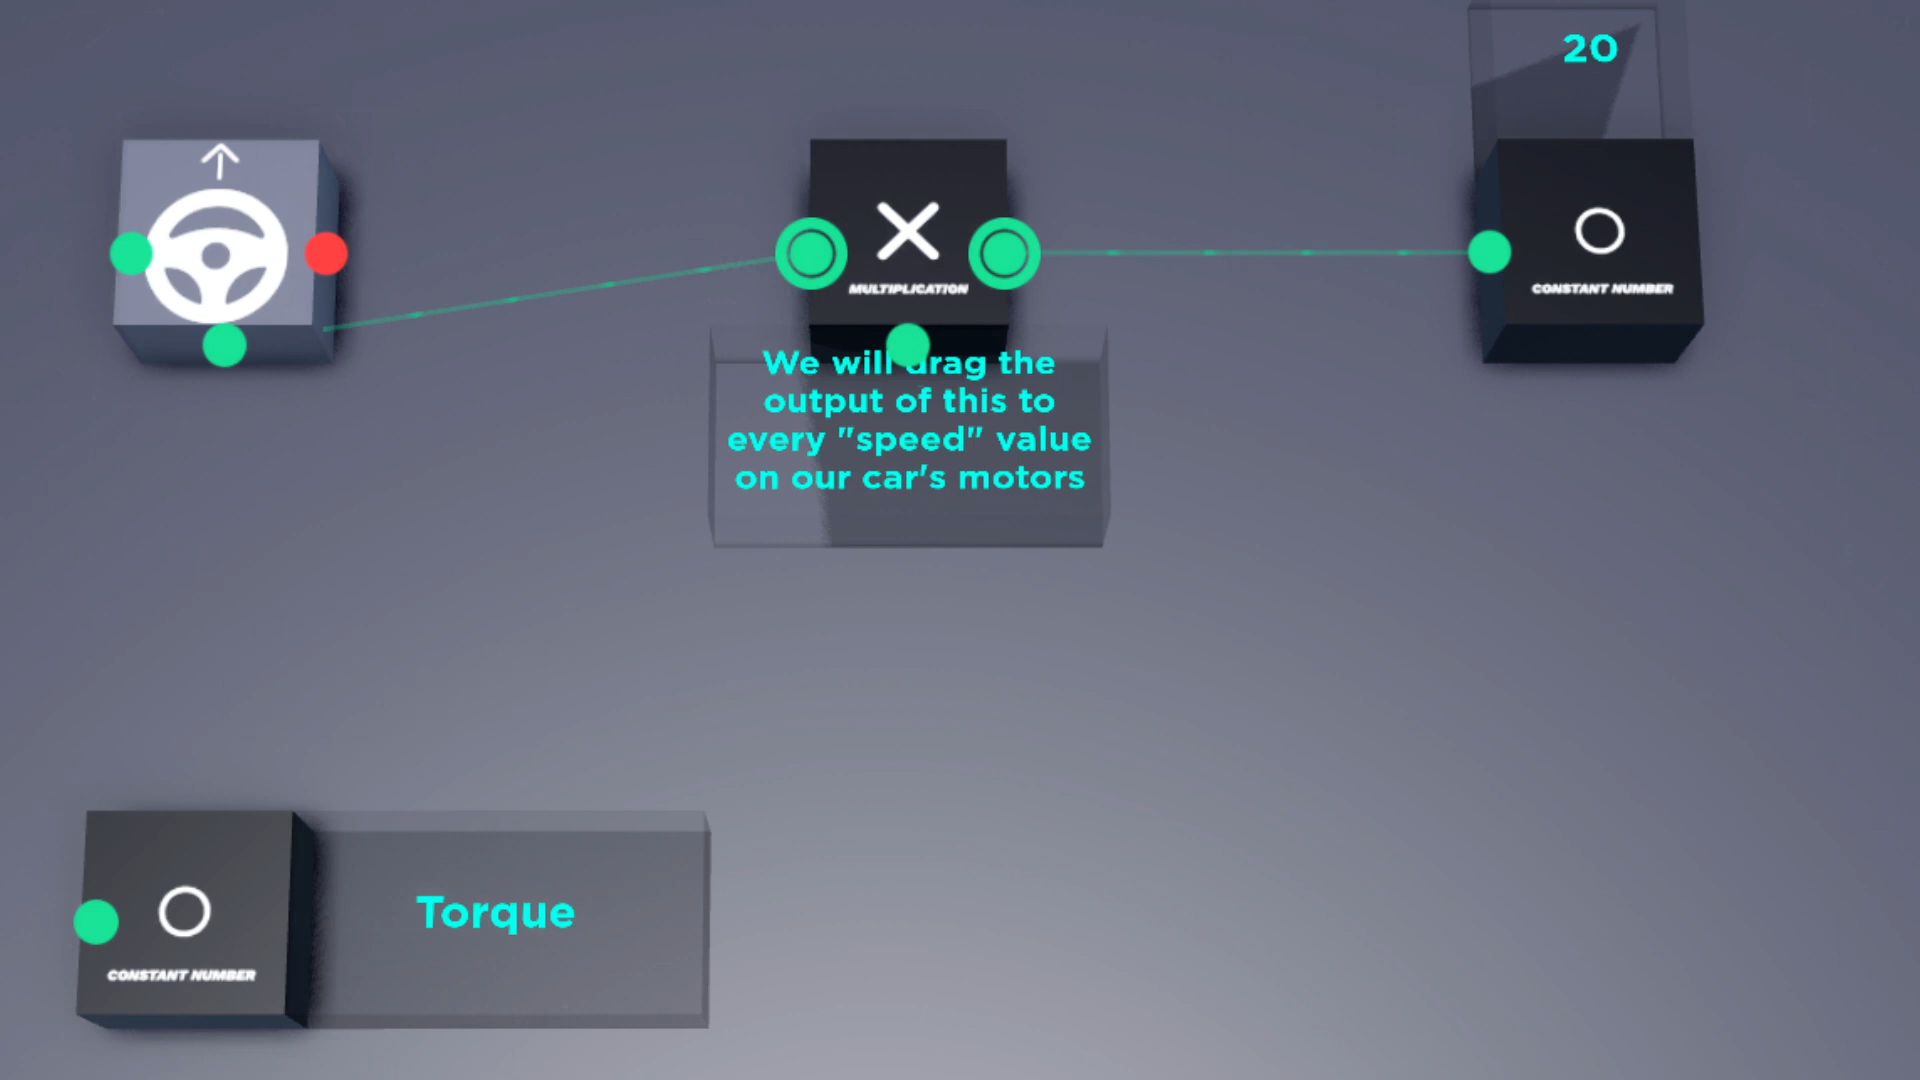 20
MULTIPLICATION
CONSTANT NUMBER
We will drag the
output of this to
every "speed" value
on our car's motors
Torque
CONSTANT NUMBER